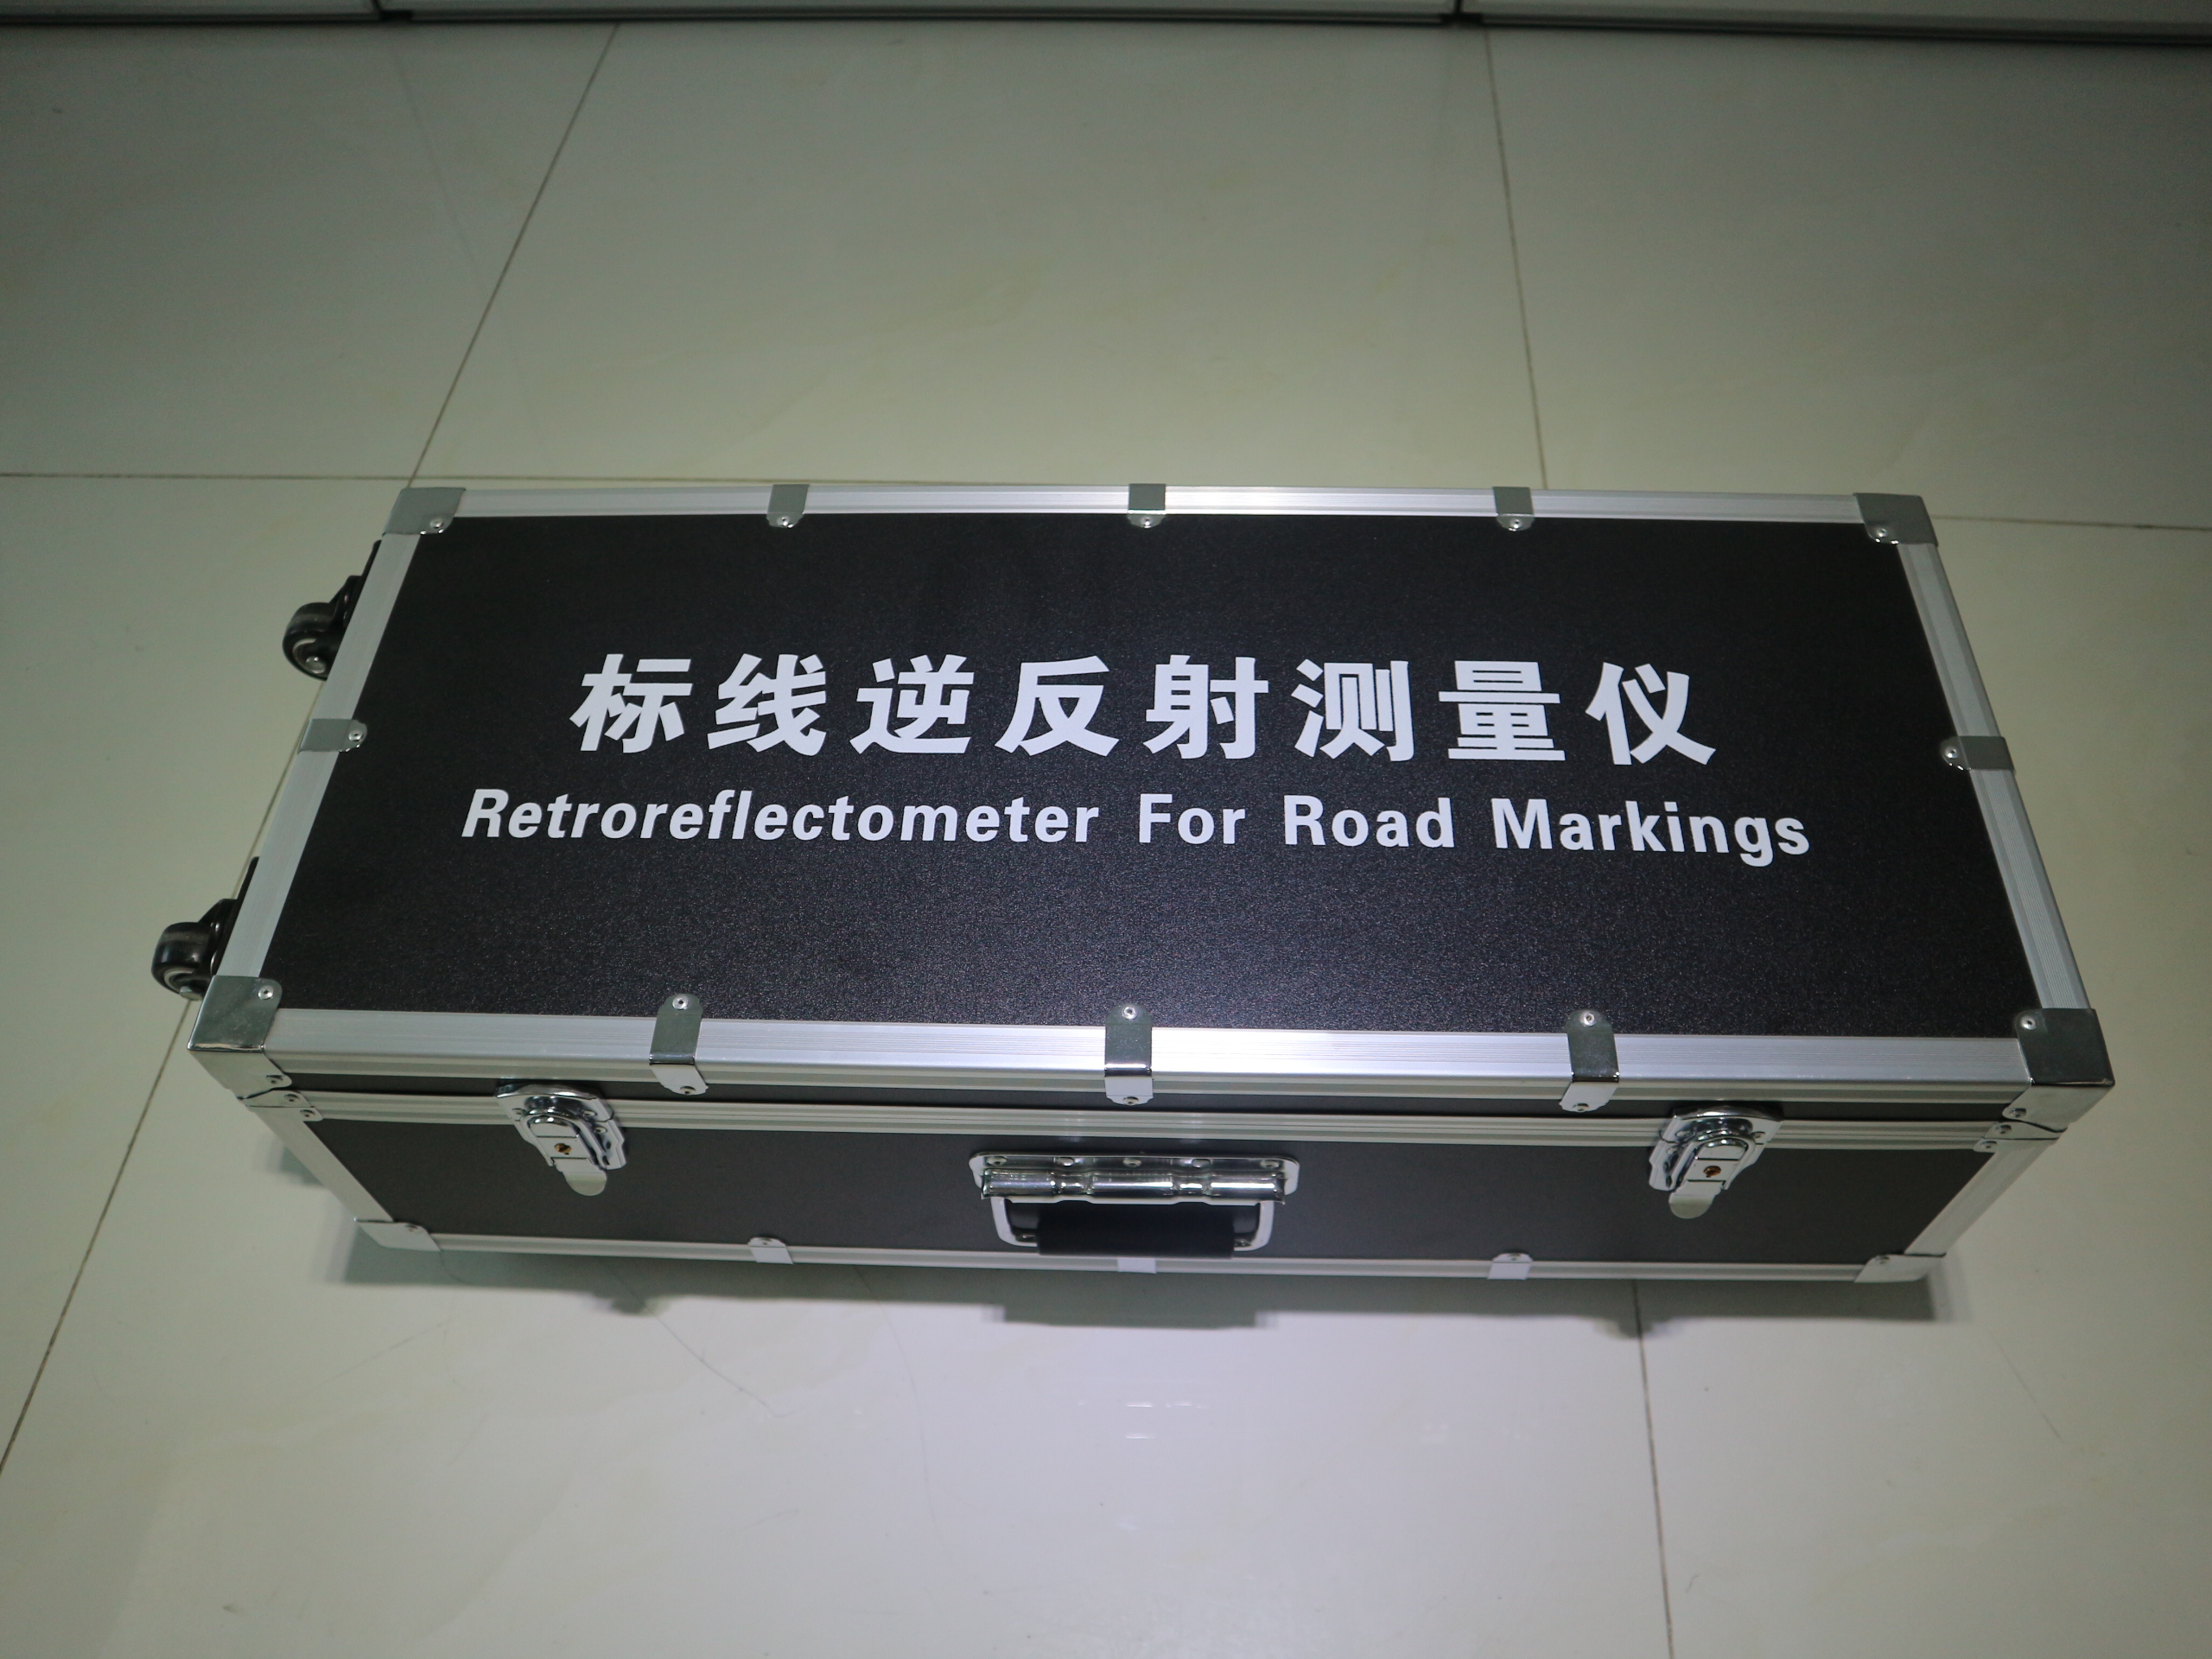 标线逆反射测量仪
Retroreflectometer For Road Markings